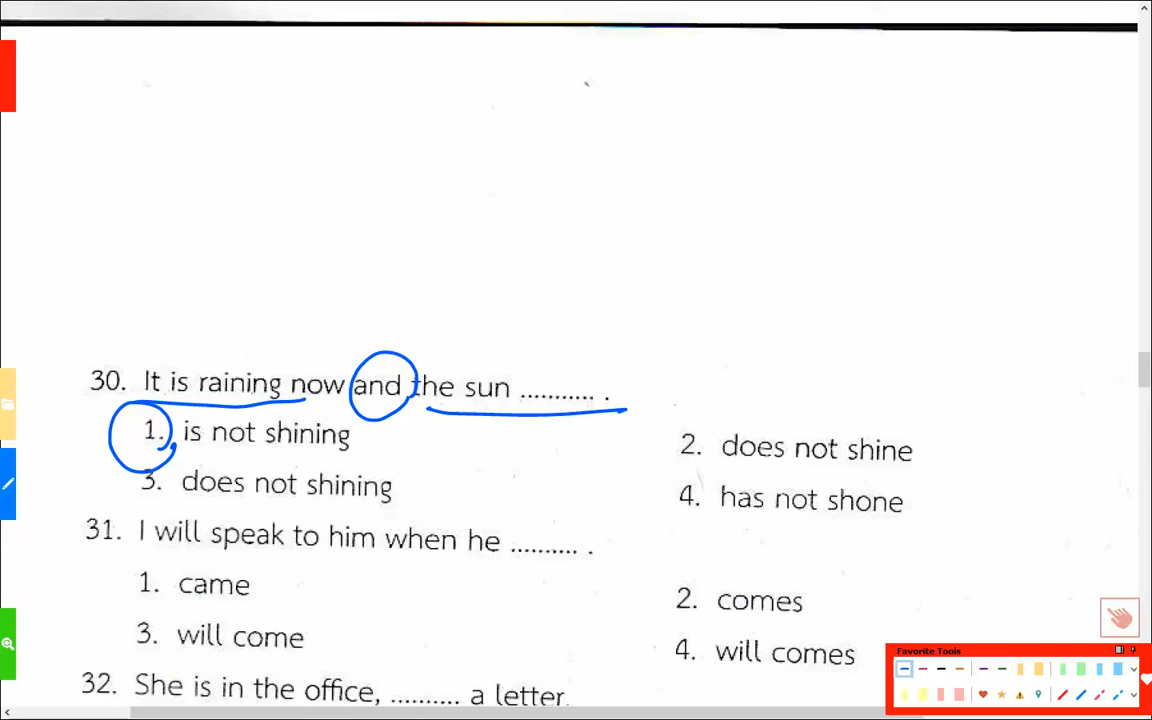 30. It is raining now and the sun ........... .
1. is not shining
2. does not shine
3. does not shining
4. has not shone
31. I will speak to him when he .......... .
1. came
2. comes
3. will come
4. will comes
32. She is in the office, .......... a letter.
Favorite Tools